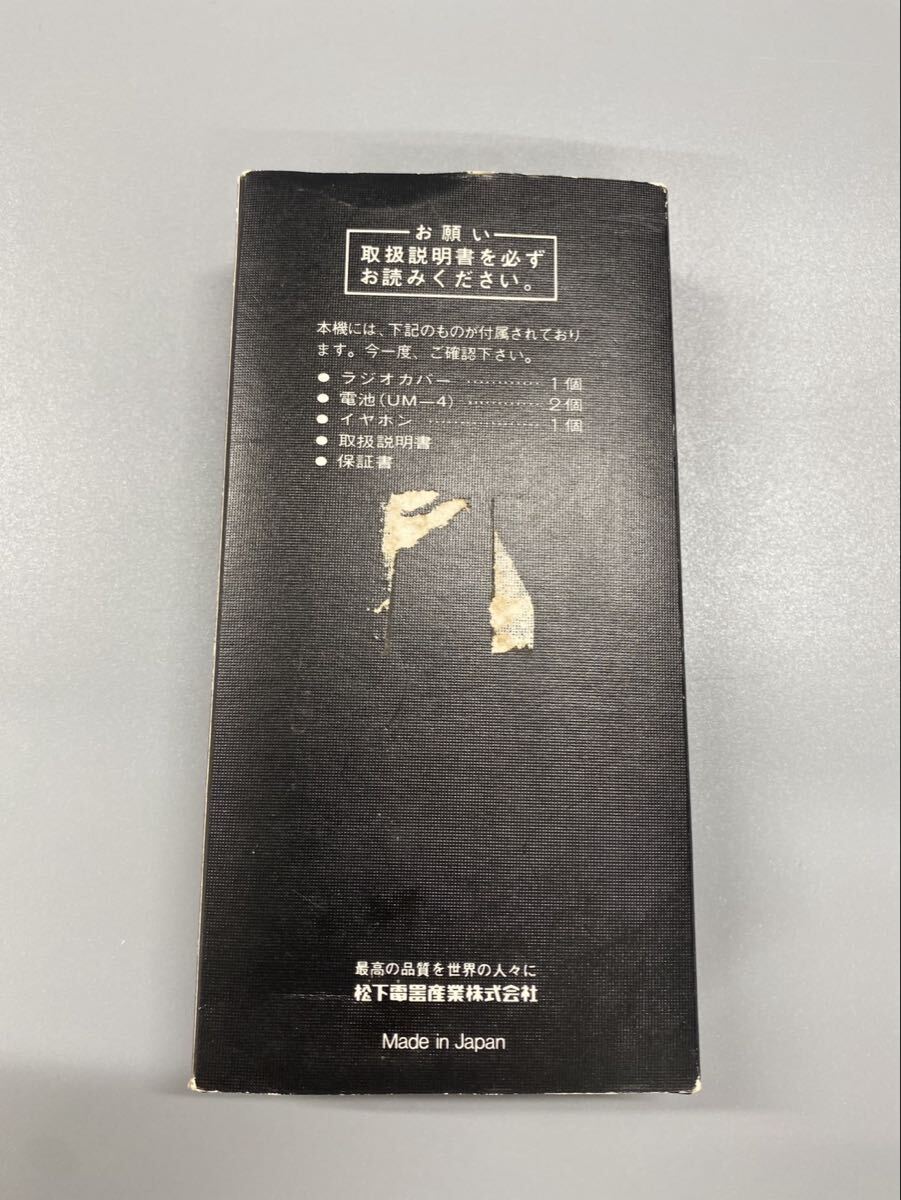 お願い
取扱説明書を必ず
お読みください。
本機には、下記のものが付属されており
ます。今一度、ご確認下さい。
● ラジオカバー ………… 1個
● 電池(UM−4) ………… 2個
● イヤホン ……………… 1個
● 取扱説明書
● 保証書
最高の品質を世界の人々に
松下電器産業株式会社
Made in Japan